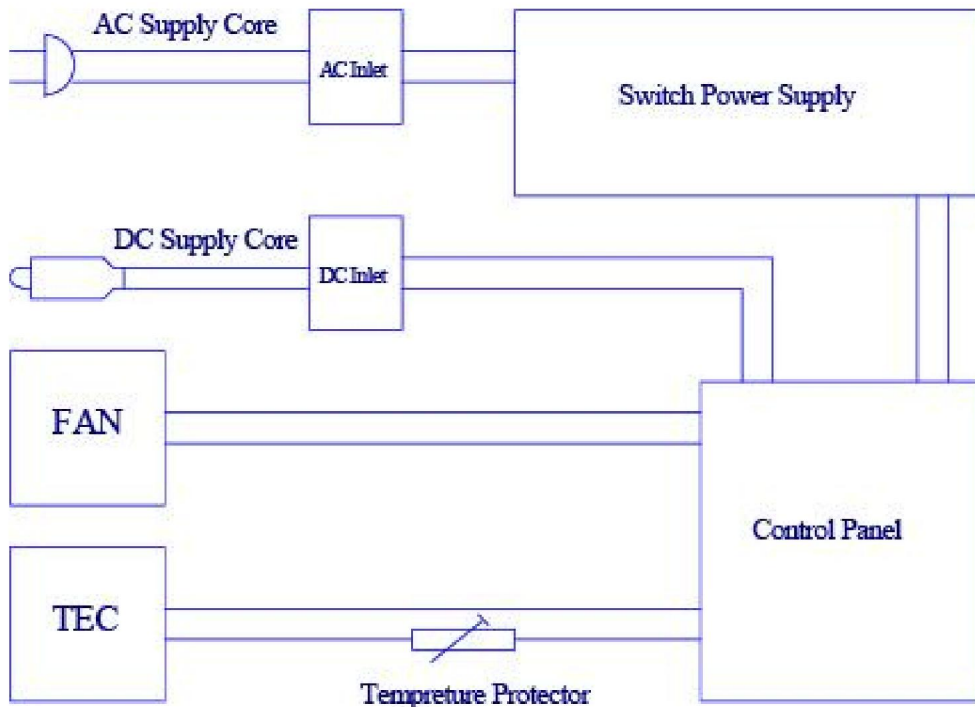 AC Supply Core
AC Inlet
Switch Power Supply
DC Supply Core
DC Inlet
FAN
Control Panel
TEC
Tempreture Protector